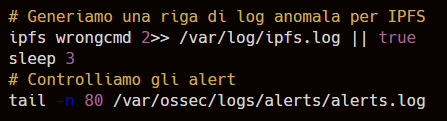 # Generiamo una riga di log anomala per IPFS
ipfs wrongcmd 2>> /var/log/ipfs.log || true
sleep 3
# Controlliamo gli alert
tail -n 80 /var/ossec/logs/alerts/alerts.log